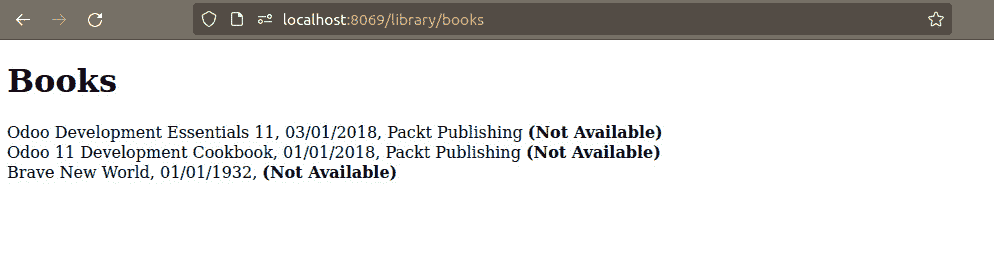 localhost:8069/library/books
Books
Odoo Development Essentials 11, 03/01/2018, Packt Publishing (Not Available)
Odoo 11 Development Cookbook, 01/01/2018, Packt Publishing (Not Available)
Brave New World, 01/01/1932, (Not Available)